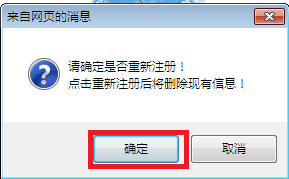 来自网页的消息
请确定是否重新注册！
点击重新注册后将删除现有信息！
确定
取消